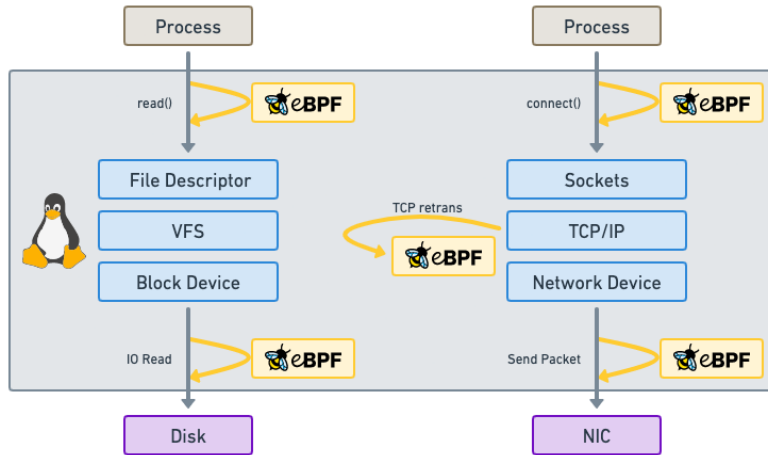 Process
Process
read()
eBPF
connect()
eBPF
File Descriptor
Sockets
TCP retrans
VFS
TCP/IP
eBPF
Block Device
Network Device
IO Read
eBPF
Send Packet
eBPF
Disk
NIC